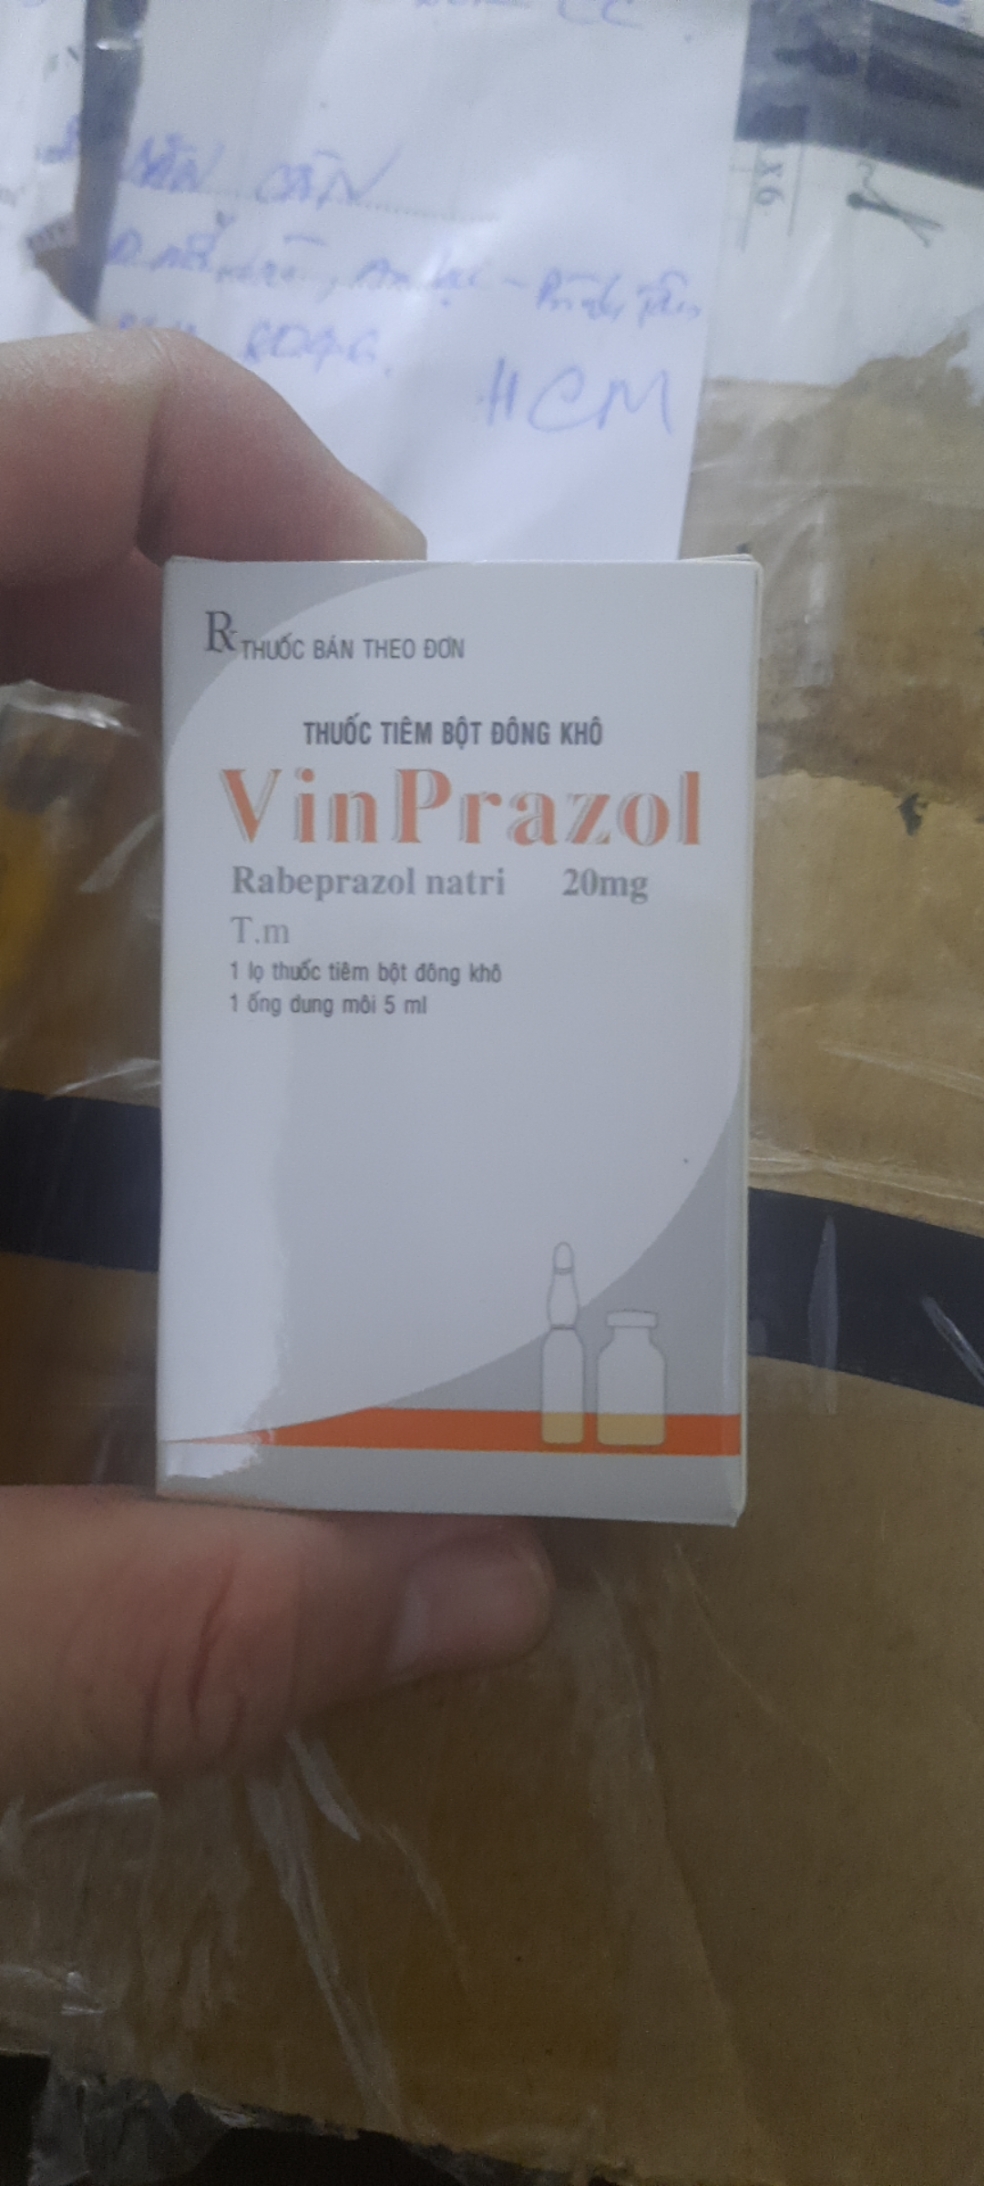 HCM
X6
℞ THUỐC BÁN THEO ĐƠN
THUỐC TIÊM BỘT ĐÔNG KHÔ
VinPrazol
Rabeprazol natri 20mg
T.m
1 lọ thuốc tiêm bột đông khô
1 ống dung môi 5 ml